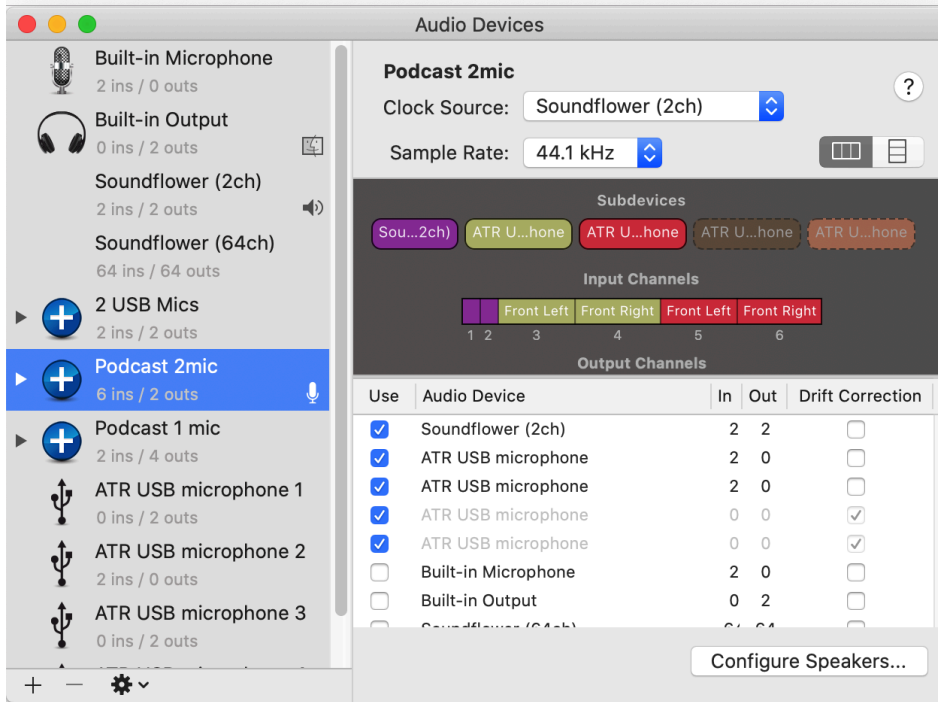 Audio Devices
Built-in Microphone
2 ins / 0 outs
Built-in Output
0 ins / 2 outs
Soundflower (2ch)
2 ins / 2 outs
Soundflower (64ch)
64 ins / 64 outs
2 USB Mics
2 ins / 2 outs
Podcast 2mic
6 ins / 2 outs
Podcast 1 mic
2 ins / 4 outs
ATR USB microphone 1
0 ins / 2 outs
ATR USB microphone 2
2 ins / 0 outs
ATR USB microphone 3
0 ins / 2 outs
Podcast 2mic
?
Clock Source: Soundflower (2ch)
Sample Rate: 44.1 kHz
Subdevices
Sou...2ch) ATR U...hone ATR U...hone ATR U...hone ATR U...hone
Input Channels
Front Left Front Right Front Left Front Right
1 2 3 4 5 6
Output Channels
Use Audio Device In Out Drift Correction
Soundflower (2ch) 2 2
ATR USB microphone 2 0
ATR USB microphone 2 0
ATR USB microphone 0 0
ATR USB microphone 0 0
Built-in Microphone 2 0
Built-in Output 0 2
Soundflower (64ch) 64 64
Configure Speakers...